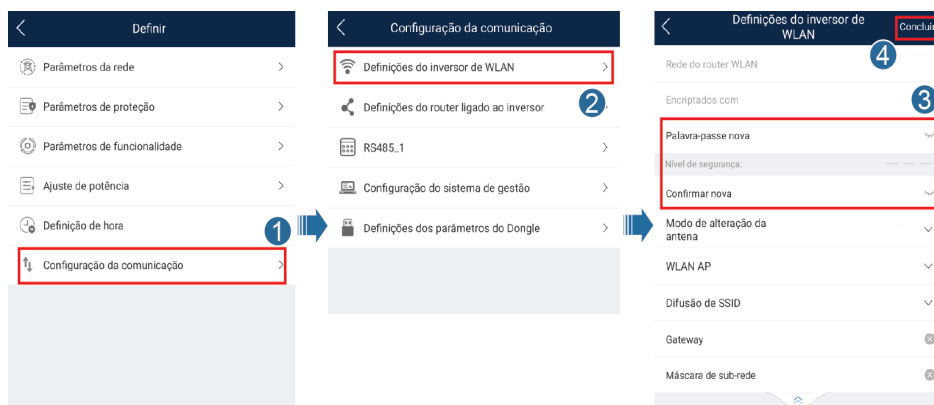 Definir
Parâmetros da rede
Parâmetros de proteção
Parâmetros de funcionalidade
Ajuste de potência
Definição de hora
1
Configuração da comunicação
Configuração da comunicação
Definições do inversor de WLAN
2
Definições do router ligado ao inversor
RS485_1
Configuração do sistema de gestão
Definições dos parâmetros do Dongle
Definições do inversor de
WLAN
Concluir
4
Rede do router WLAN
Encriptados com
3
Palavra-passe nova
Nível de segurança:
Confirmar nova
Modo de alteração da
antena
WLAN AP
Difusão de SSID
Gateway
Máscara de sub-rede